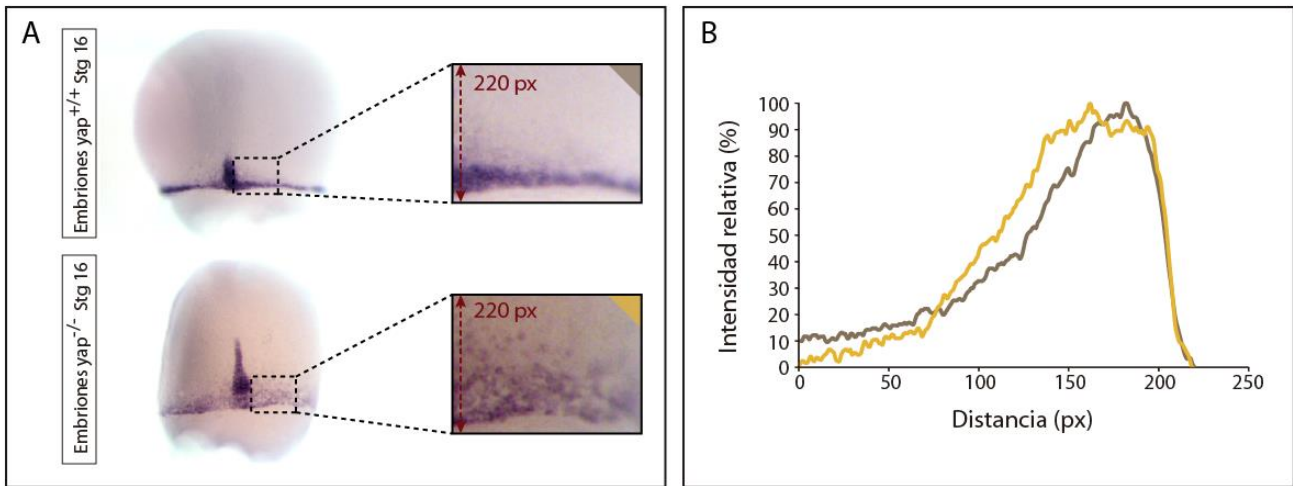 A
Embriones yap+/+ Stg 16
220 px
Embriones yap-/- Stg 16
220 px
B
Intensidad relativa (%)
100
90
80
70
60
50
40
30
20
10
0
0 50 100 150 200 250
Distancia (px)